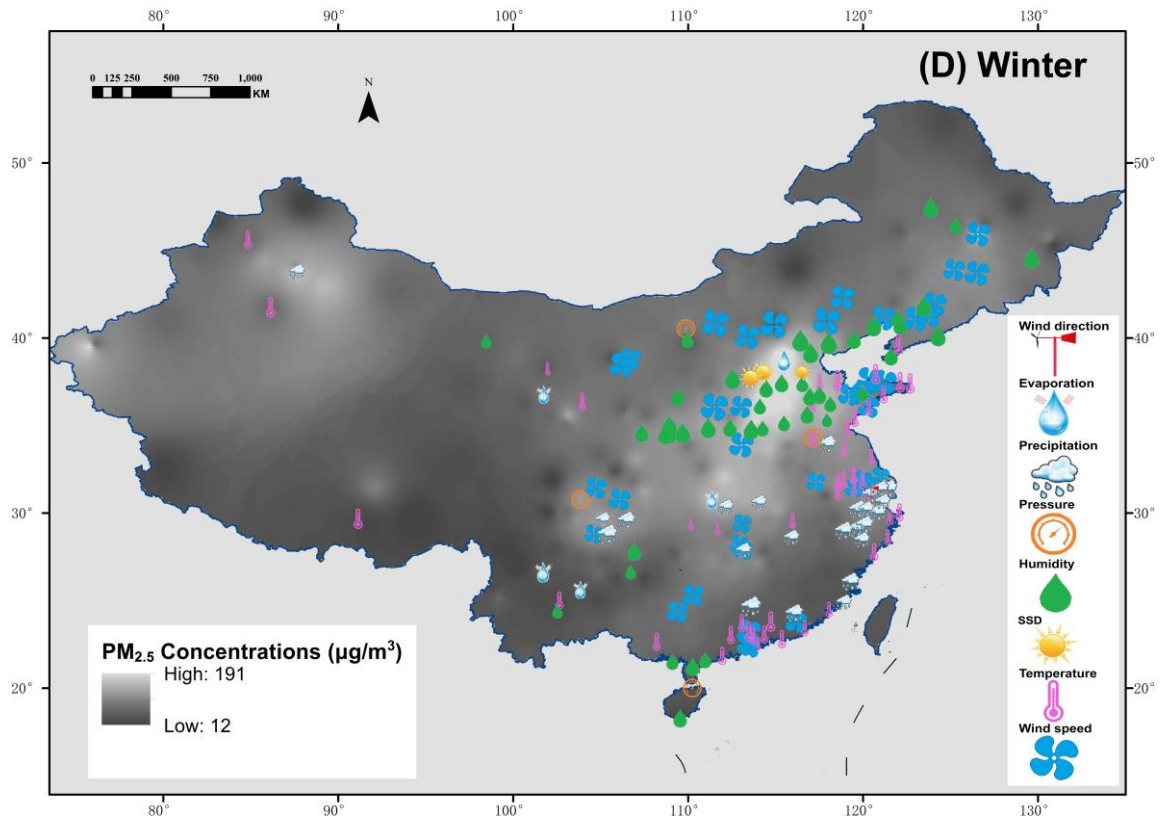 100° 110° 120° 130°
0 125 250 500 750 1,000
KM
N
(D) Winter
50° 50°
40° 40°
30° 30°
20° 20°
Wind direction
Evaporation
Precipitation
Pressure
Humidity
SSD
Temperature
Wind speed
PM2.5 Concentrations (µg/m³)
High: 191
Low: 12
80° 90° 100° 110° 120° 130°